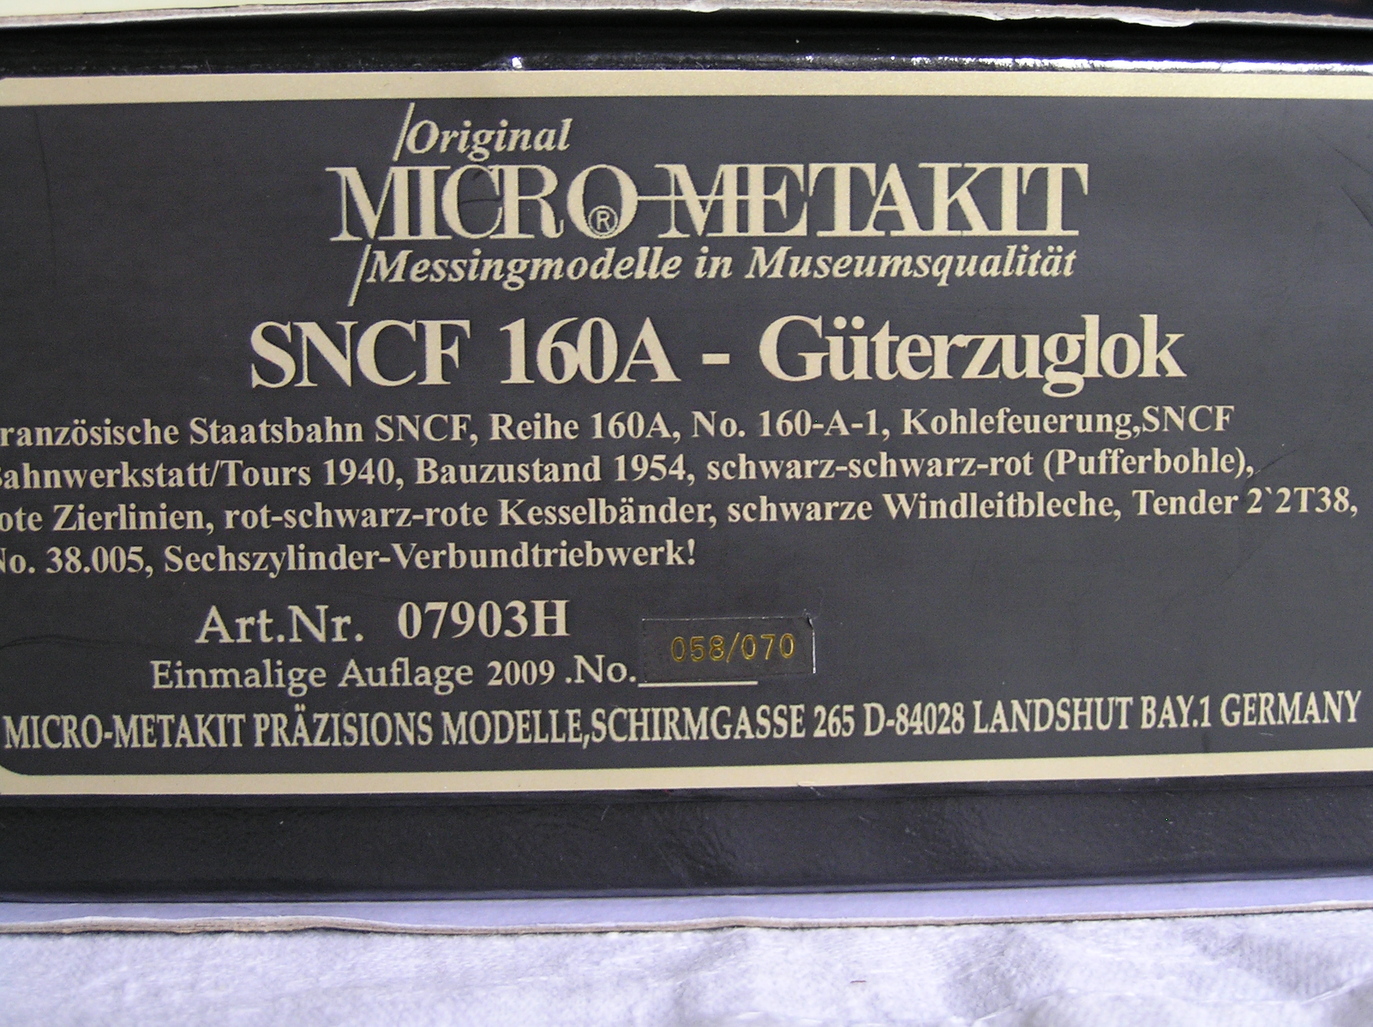 Original
MICRO-METAKIT
®
Messingmodelle in Museumsqualität
SNCF 160A - Güterzuglok
ranzösische Staatsbahn SNCF, Reihe 160A, No. 160-A-1, Kohlefeuerung,SNCF
ahnwerkstatt/Tours 1940, Bauzustand 1954, schwarz-schwarz-rot (Pufferbohle),
ote Zierlinien, rot-schwarz-rote Kesselbänder, schwarze Windleitbleche, Tender 2`2T38,
No. 38.005, Sechszylinder-Verbundtriebwerk!
Art.Nr. 07903H
Einmalige Auflage 2009 .No. 058/070
MICRO-METAKIT PRÄZISIONS MODELLE,SCHIRMGASSE 265 D-84028 LANDSHUT BAY.1 GERMANY